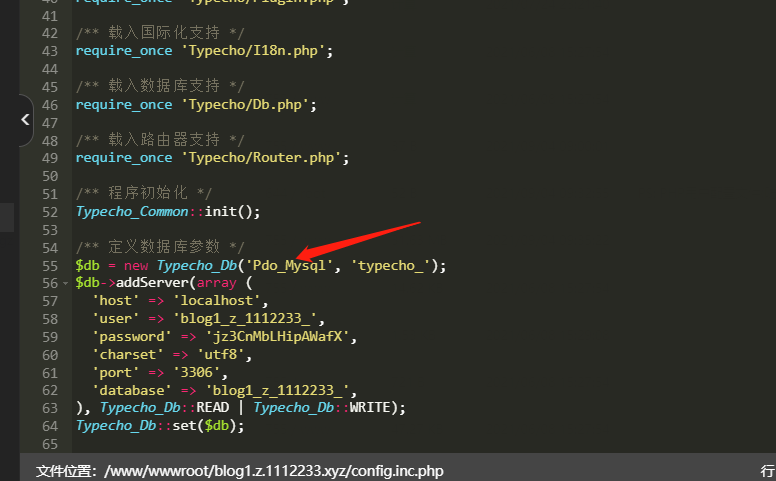 40 require_once 'Typecho/Plugin.php';
41
42 /** 载入国际化支持 */
43 require_once 'Typecho/I18n.php';
44
45 /** 载入数据库支持 */
46 require_once 'Typecho/Db.php';
47
48 /** 载入路由器支持 */
49 require_once 'Typecho/Router.php';
50
51 /** 程序初始化 */
52 Typecho_Common::init();
53
54 /** 定义数据库参数 */
55 $db = new Typecho_Db('Pdo_Mysql', 'typecho_');
56 $db->addServer(array (
57 'host' => 'localhost',
58 'user' => 'blog1_z_1112233_',
59 'password' => 'jz3CnMbLHipAWafX',
60 'charset' => 'utf8',
61 'port' => '3306',
62 'database' => 'blog1_z_1112233_',
63 ), Typecho_Db::READ | Typecho_Db::WRITE);
64 Typecho_Db::set($db);
65
文件位置: /www/wwwroot/blog1.z.1112233.xyz/config.inc.php 行